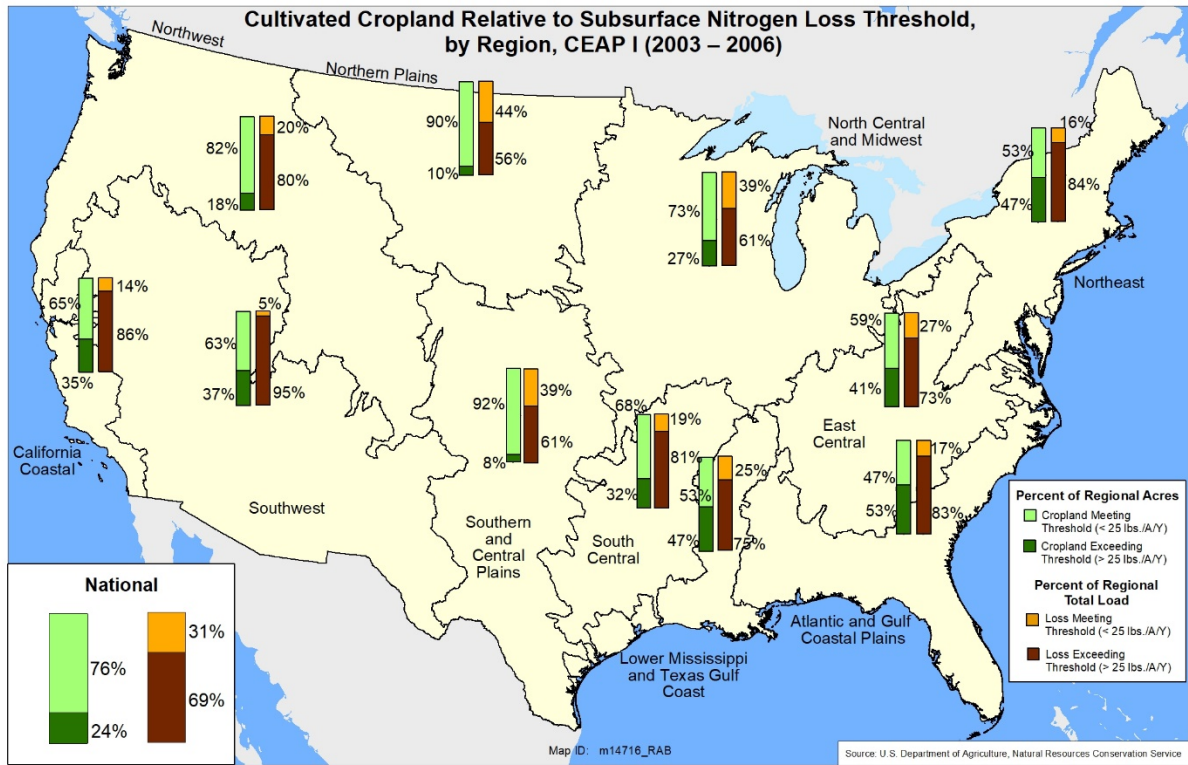 Cultivated Cropland Relative to Subsurface Nitrogen Loss Threshold,
by Region, CEAP I (2003 – 2006)
Northwest
Northern Plains
90%
44%
56%
10%
82%
20%
80%
18%
North Central
and Midwest
73%
39%
61%
27%
16%
53%
84%
47%
Northeast
65%
14%
86%
35%
California
Coastal
5%
63%
37%
95%
Southwest
92%
39%
61%
8%
Southern
and
Central
Plains
68%
19%
81%
32%
South
Central
25%
53%
47%
75%
Lower Mississippi
and Texas Gulf
Coast
59%
27%
41%
73%
East
Central
17%
47%
53%
83%
Atlantic and Gulf
Coastal Plains
National
76%
24%
31%
69%
Percent of Regional Acres
Cropland Meeting
Threshold (< 25 lbs./A/Y)
Cropland Exceeding
Threshold (> 25 lbs./A/Y)
Percent of Regional
Total Load
Loss Meeting
Threshold (< 25 lbs./A/Y)
Loss Exceeding
Threshold (> 25 lbs./A/Y)
Map ID: m14716_RAB
Source: U.S. Department of Agriculture, Natural Resources Conservation Service